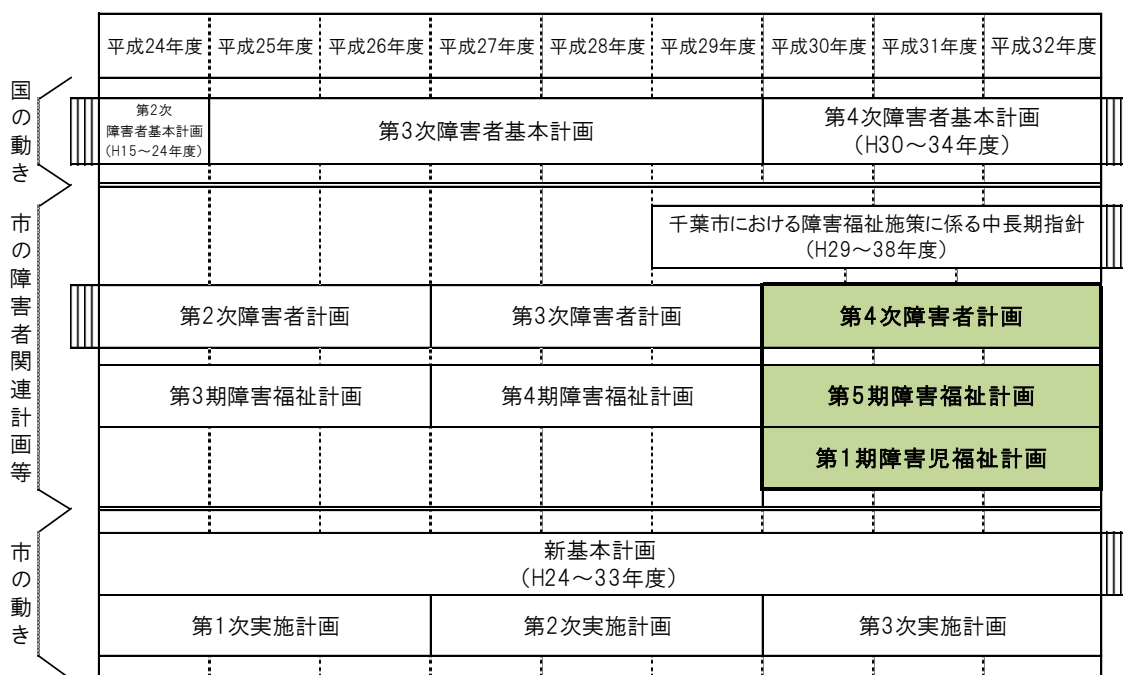 平成24年度 平成25年度 平成26年度 平成27年度 平成28年度 平成29年度 平成30年度 平成31年度 平成32年度
国の動き
第2次
障害者基本計画
(H15～24年度)
第3次障害者基本計画
第4次障害者基本計画
(H30～34年度)
市の障害者関連計画等
千葉市における障害福祉施策に係る中長期指針
(H29～38年度)
第2次障害者計画 第3次障害者計画 第4次障害者計画
第3期障害福祉計画 第4期障害福祉計画 第5期障害福祉計画
第1期障害児福祉計画
市の動き
新基本計画
(H24～33年度)
第1次実施計画 第2次実施計画 第3次実施計画